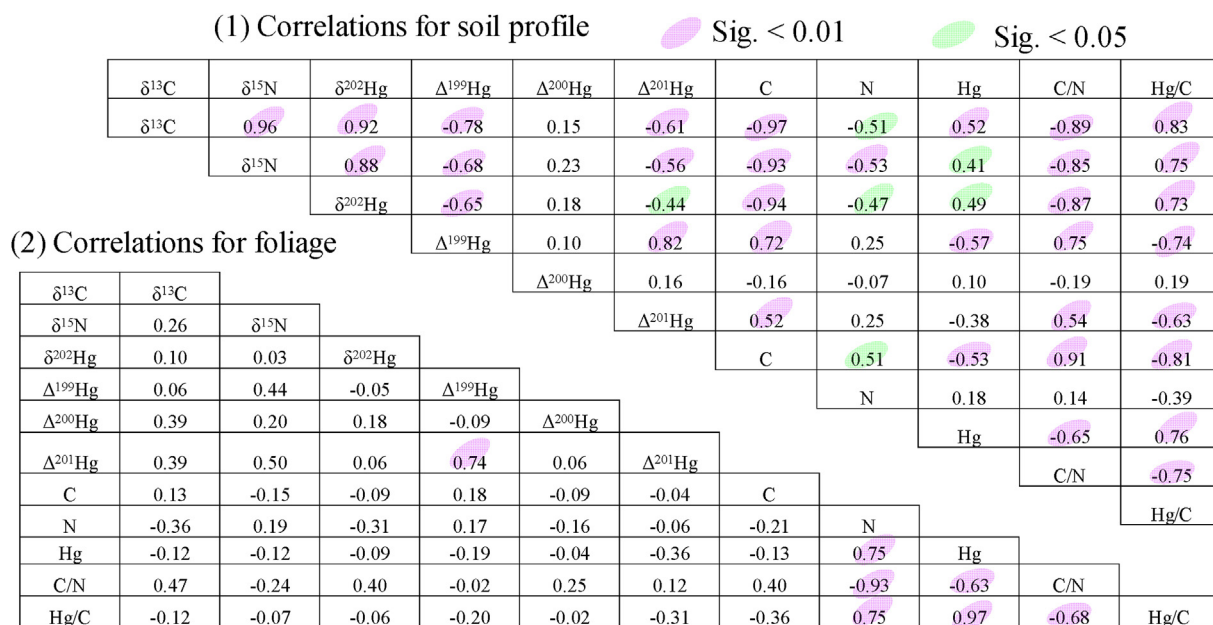 (1) Correlations for soil profile Sig. < 0.01 Sig. < 0.05
δ¹³C δ¹⁵N δ²⁰²Hg Δ¹⁹⁹Hg Δ²⁰⁰Hg Δ²⁰¹Hg C N Hg C/N Hg/C
δ¹³C 0.96 0.92 -0.78 0.15 -0.61 -0.97 -0.51 0.52 -0.89 0.83
δ¹⁵N 0.88 -0.68 0.23 -0.56 -0.93 -0.53 0.41 -0.85 0.75
δ²⁰²Hg -0.65 0.18 -0.44 -0.94 -0.47 0.49 -0.87 0.73
Δ¹⁹⁹Hg 0.10 0.82 0.72 0.25 -0.57 0.75 -0.74
Δ²⁰⁰Hg 0.16 -0.16 -0.07 0.10 -0.19 0.19
Δ²⁰¹Hg 0.52 0.25 -0.38 0.54 -0.63
C 0.51 -0.53 0.91 -0.81
N 0.18 0.14 -0.39
Hg -0.65 0.76
C/N -0.75
Hg/C
(2) Correlations for foliage
δ¹³C δ¹³C
δ¹⁵N 0.26 δ¹⁵N
δ²⁰²Hg 0.10 0.03 δ²⁰²Hg
Δ¹⁹⁹Hg 0.06 0.44 -0.05 Δ¹⁹⁹Hg
Δ²⁰⁰Hg 0.39 0.20 0.18 -0.09 Δ²⁰⁰Hg
Δ²⁰¹Hg 0.39 0.50 0.06 0.74 0.06 Δ²⁰¹Hg
C 0.13 -0.15 -0.09 0.18 -0.09 -0.04 C
N -0.36 0.19 -0.31 0.17 -0.16 -0.06 -0.21 N
Hg -0.12 -0.12 -0.09 -0.19 -0.04 -0.36 -0.13 0.75 Hg
C/N 0.47 -0.24 0.40 -0.02 0.25 0.12 0.40 -0.93 -0.63 C/N
Hg/C -0.12 -0.07 -0.06 -0.20 -0.02 -0.31 -0.36 0.75 0.97 -0.68 Hg/C